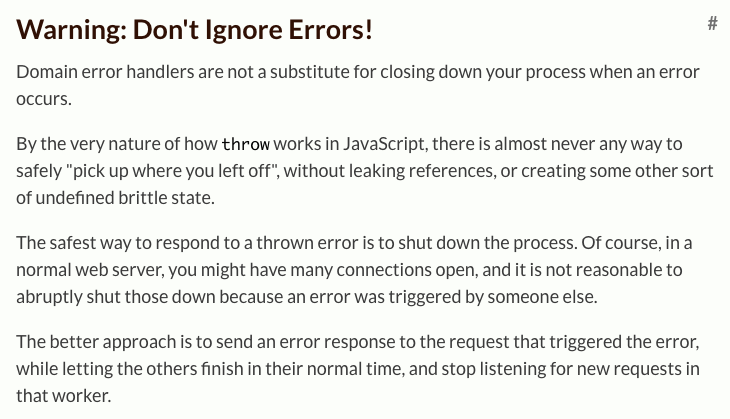 Warning: Don't Ignore Errors!
#
Domain error handlers are not a substitute for closing down your process when an error
occurs.
By the very nature of how throw works in JavaScript, there is almost never any way to
safely "pick up where you left off", without leaking references, or creating some other sort
of undefined brittle state.
The safest way to respond to a thrown error is to shut down the process. Of course, in a
normal web server, you might have many connections open, and it is not reasonable to
abruptly shut those down because an error was triggered by someone else.
The better approach is to send an error response to the request that triggered the error,
while letting the others finish in their normal time, and stop listening for new requests in
that worker.